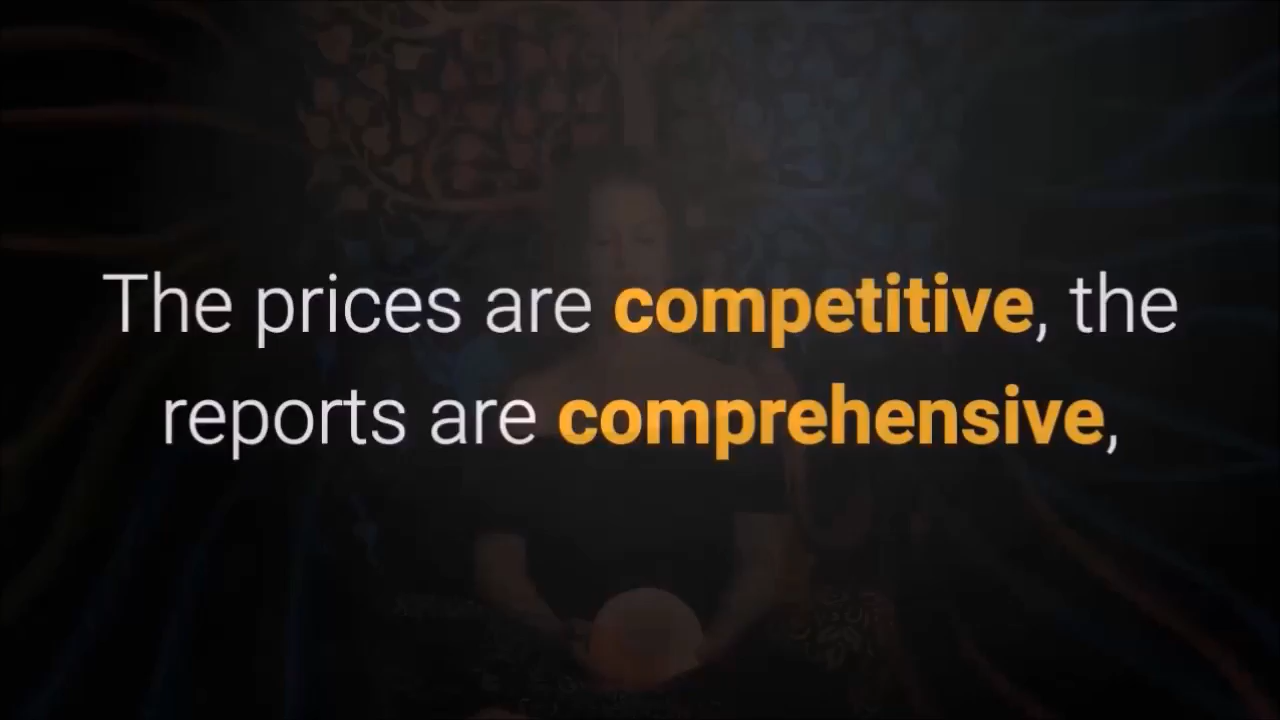 The prices are competitive, the
reports are comprehensive,